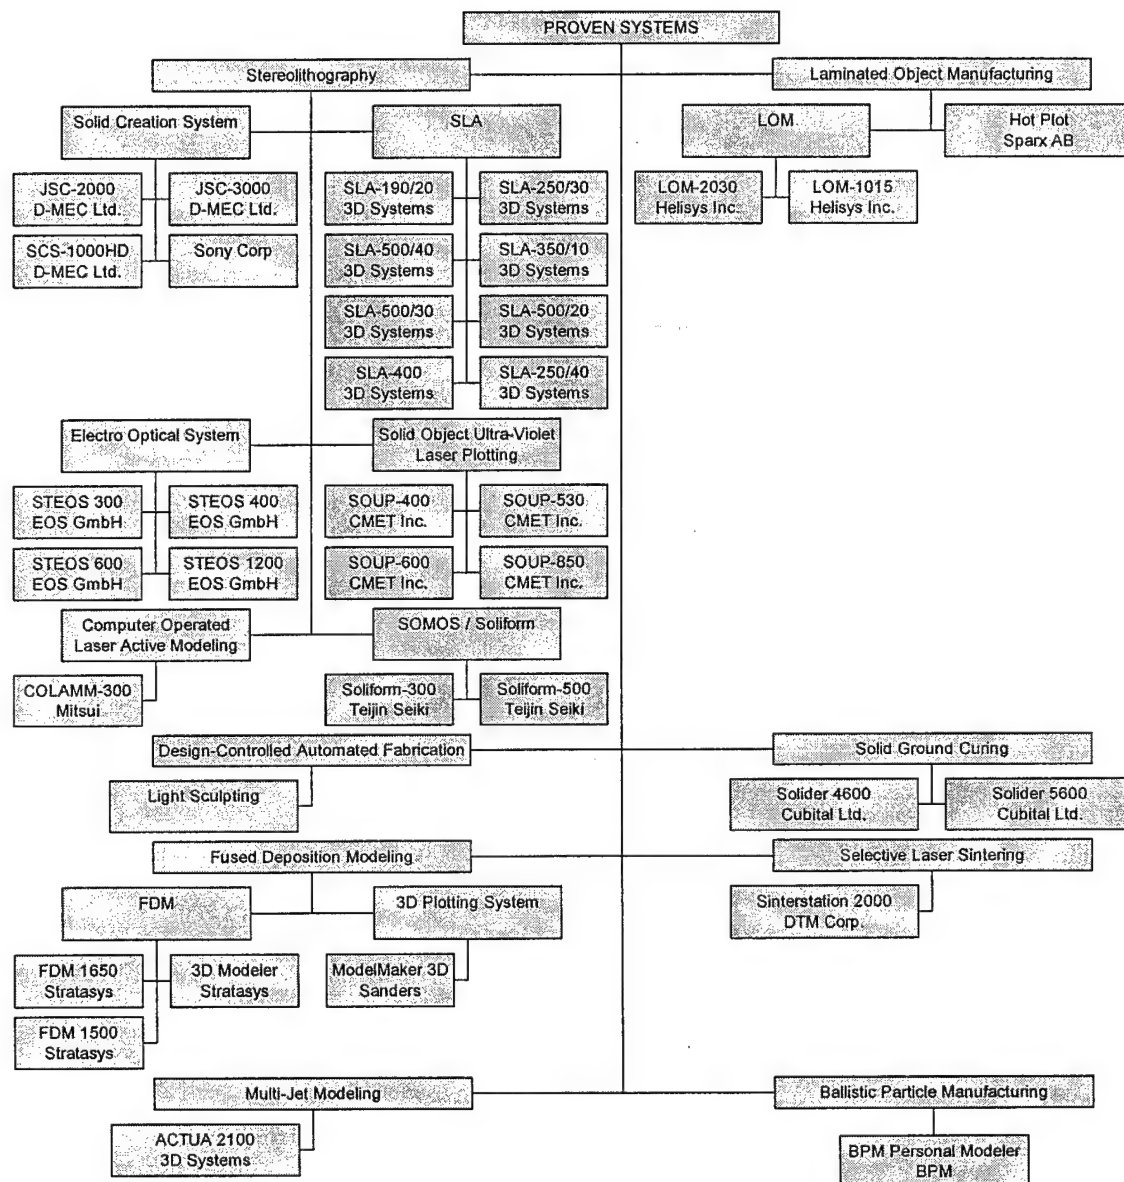 PROVEN SYSTEMS
Stereolithography
Laminated Object Manufacturing
Solid Creation System
SLA
LOM
Hot Plot
Sparx AB
JSC-2000
D-MEC Ltd.
JSC-3000
D-MEC Ltd.
SLA-190/20
3D Systems
SLA-250/30
3D Systems
LOM-2030
Helisys Inc.
LOM-1015
Helisys Inc.
SCS-1000HD
D-MEC Ltd.
Sony Corp
SLA-500/40
3D Systems
SLA-350/10
3D Systems
SLA-500/30
3D Systems
SLA-500/20
3D Systems
SLA-400
3D Systems
SLA-250/40
3D Systems
Electro Optical System
Solid Object Ultra-Violet
Laser Plotting
STEOS 300
EOS GmbH
STEOS 400
EOS GmbH
SOUP-400
CMET Inc.
SOUP-530
CMET Inc.
STEOS 600
EOS GmbH
STEOS 1200
EOS GmbH
SOUP-600
CMET Inc.
SOUP-850
CMET Inc.
Computer Operated
Laser Active Modeling
SOMOS / Soliform
COLAMM-300
Mitsui
Soliform-300
Teijin Seiki
Soliform-500
Teijin Seiki
Design-Controlled Automated Fabrication
Solid Ground Curing
Light Sculpting
Solider 4600
Cubital Ltd.
Solider 5600
Cubital Ltd.
Fused Deposition Modeling
Selective Laser Sintering
FDM
3D Plotting System
Sinterstation 2000
DTM Corp.
FDM 1650
Stratasys
3D Modeler
Stratasys
ModelMaker 3D
Sanders
FDM 1500
Stratasys
Multi-Jet Modeling
Ballistic Particle Manufacturing
ACTUA 2100
3D Systems
BPM Personal Modeler
BPM